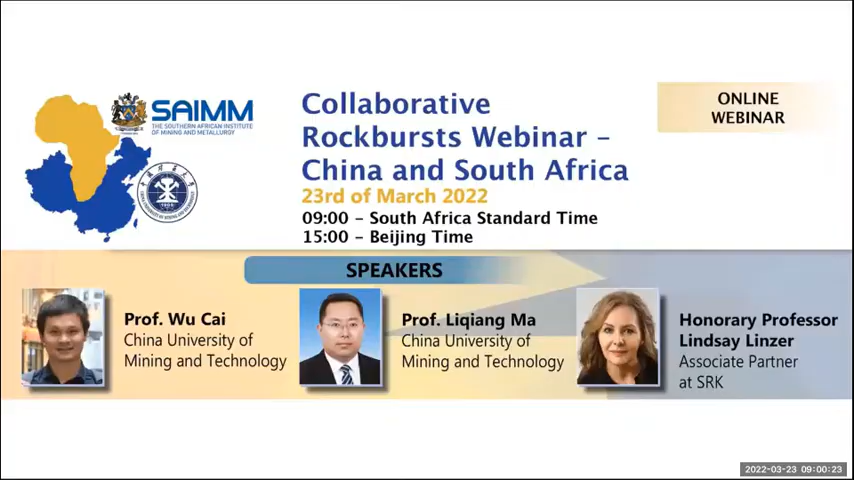 SAIMM
THE SOUTHERN AFRICAN INSTITUTE
OF MINING AND METALLURGY
Collaborative
Rockbursts Webinar –
China and South Africa
23rd of March 2022
09:00 – South Africa Standard Time
15:00 – Beijing Time
ONLINE
WEBINAR
SPEAKERS
Prof. Wu Cai
China University of
Mining and Technology
Prof. Liqiang Ma
China University of
Mining and Technology
Honorary Professor
Lindsay Linzer
Associate Partner
at SRK
2022-03-23 09:00:23